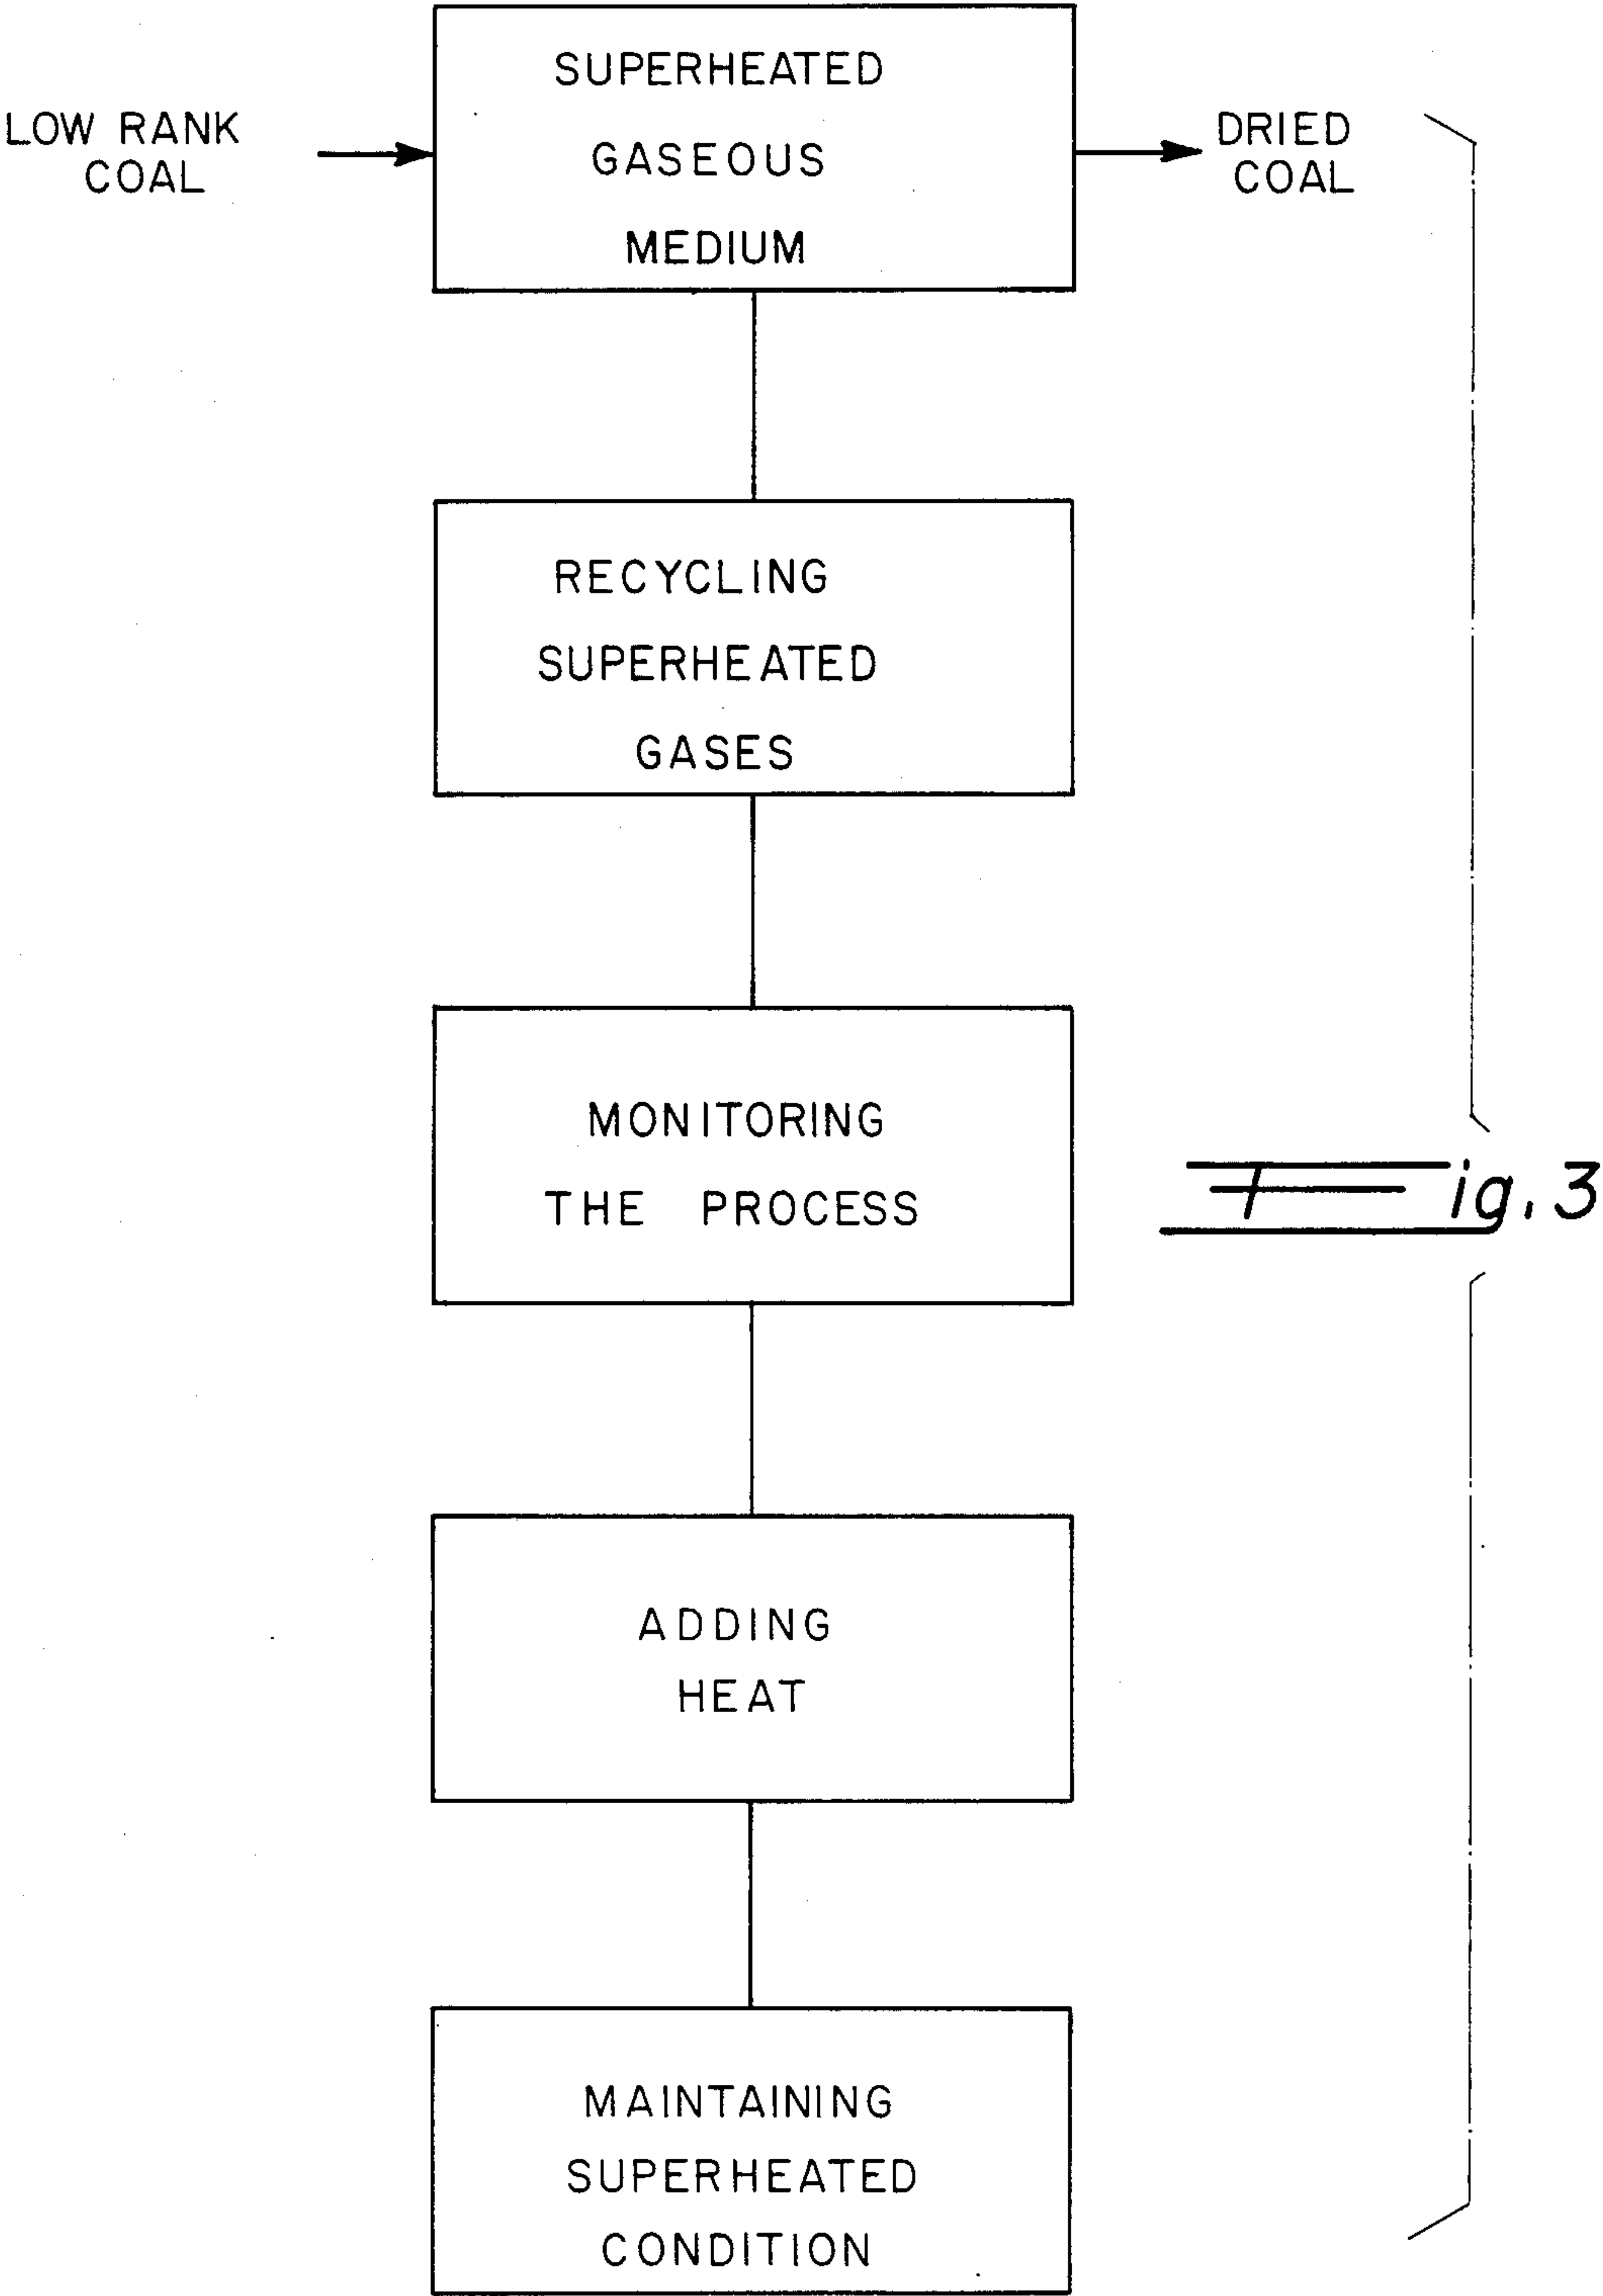 SUPERHEATED
GASEOUS
MEDIUM
LOW RANK
COAL
DRIED
COAL
RECYCLING
SUPERHEATED
GASES
MONITORING
THE PROCESS
Fig. 3
ADDING
HEAT
MAINTAINING
SUPERHEATED
CONDITION